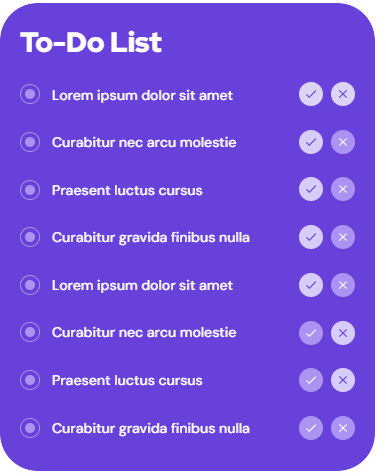 To-Do List
Lorem ipsum dolor sit amet
Curabitur nec arcu molestie
Praesent luctus cursus
Curabitur gravida finibus nulla
Lorem ipsum dolor sit amet
Curabitur nec arcu molestie
Praesent luctus cursus
Curabitur gravida finibus nulla